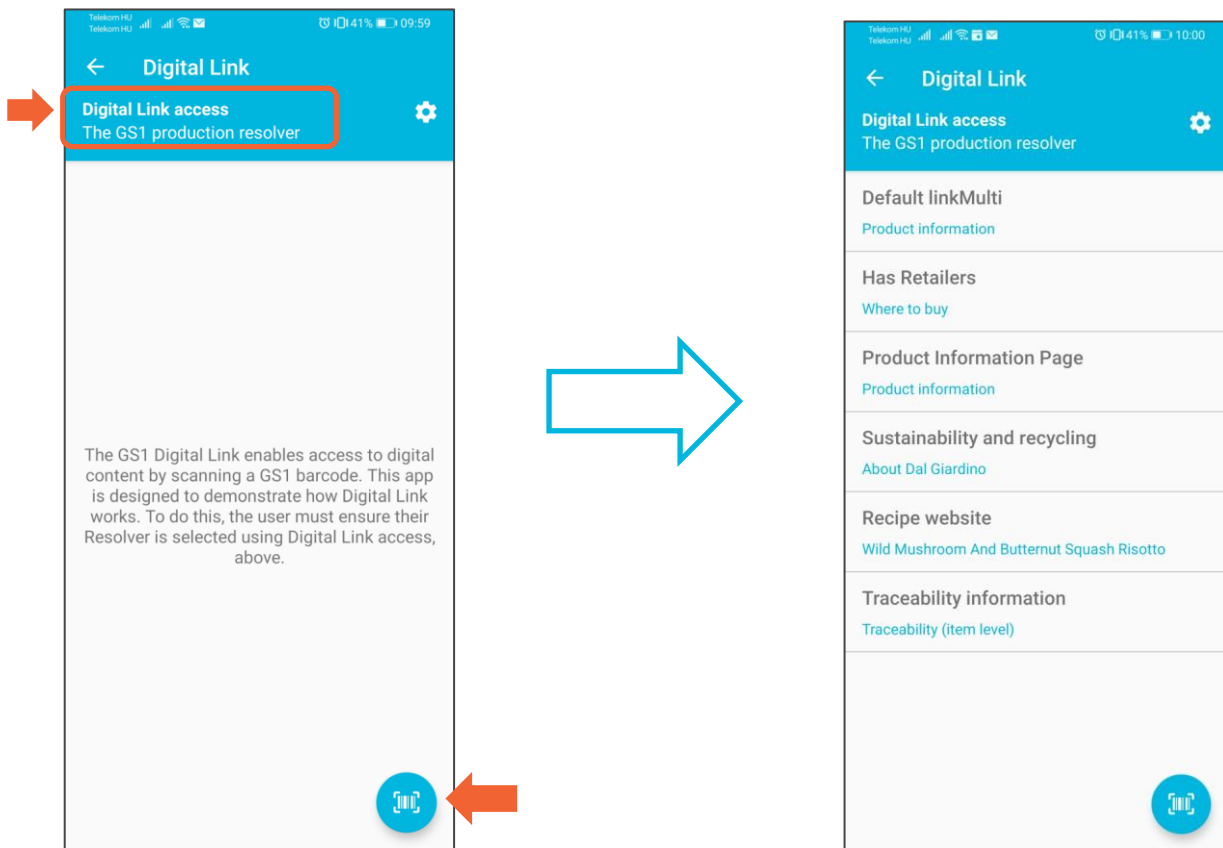 Telekom HU
Telekom HU
41% 09:59
Digital Link
Digital Link access
The GS1 production resolver
The GS1 Digital Link enables access to digital
content by scanning a GS1 barcode. This app
is designed to demonstrate how Digital Link
works. To do this, the user must ensure their
Resolver is selected using Digital Link access,
above.
Telekom HU
Telekom HU
41% 10:00
Digital Link
Digital Link access
The GS1 production resolver
Default linkMulti
Product information
Has Retailers
Where to buy
Product Information Page
Product information
Sustainability and recycling
About Dal Giardino
Recipe website
Wild Mushroom And Butternut Squash Risotto
Traceability information
Traceability (item level)